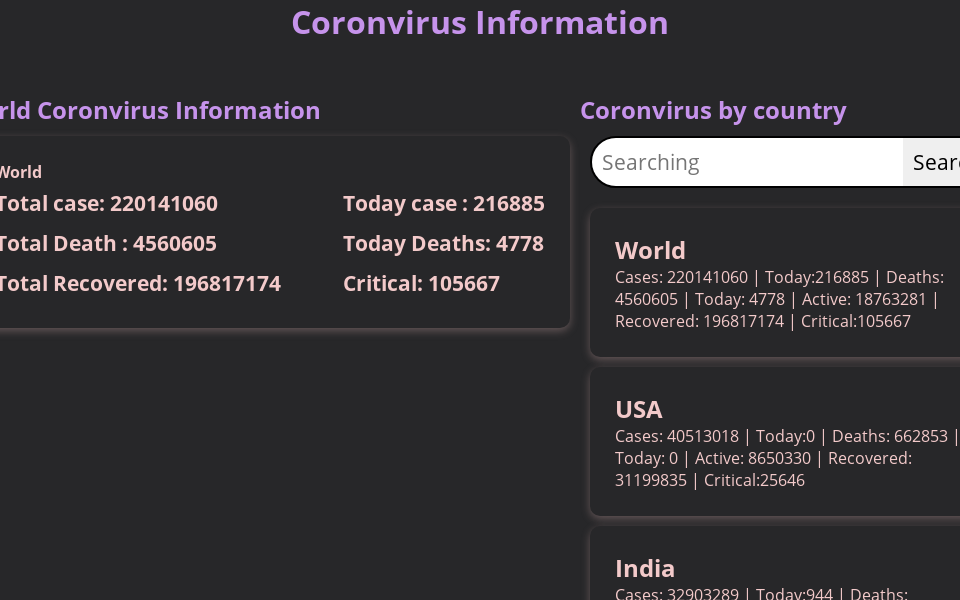 Coronvirus Information
rld Coronvirus Information
World
Total case: 220141060
Today case : 216885
Total Death : 4560605
Today Deaths: 4778
Total Recovered: 196817174
Critical: 105667
Coronvirus by country
Searching
Sear
World
Cases: 220141060 | Today:216885 | Deaths:
4560605 | Today: 4778 | Active: 18763281 |
Recovered: 196817174 | Critical:105667
USA
Cases: 40513018 | Today:0 | Deaths: 662853 |
Today: 0 | Active: 8650330 | Recovered:
31199835 | Critical:25646
India
Cases: 32903289 | Today:944 | Deaths: